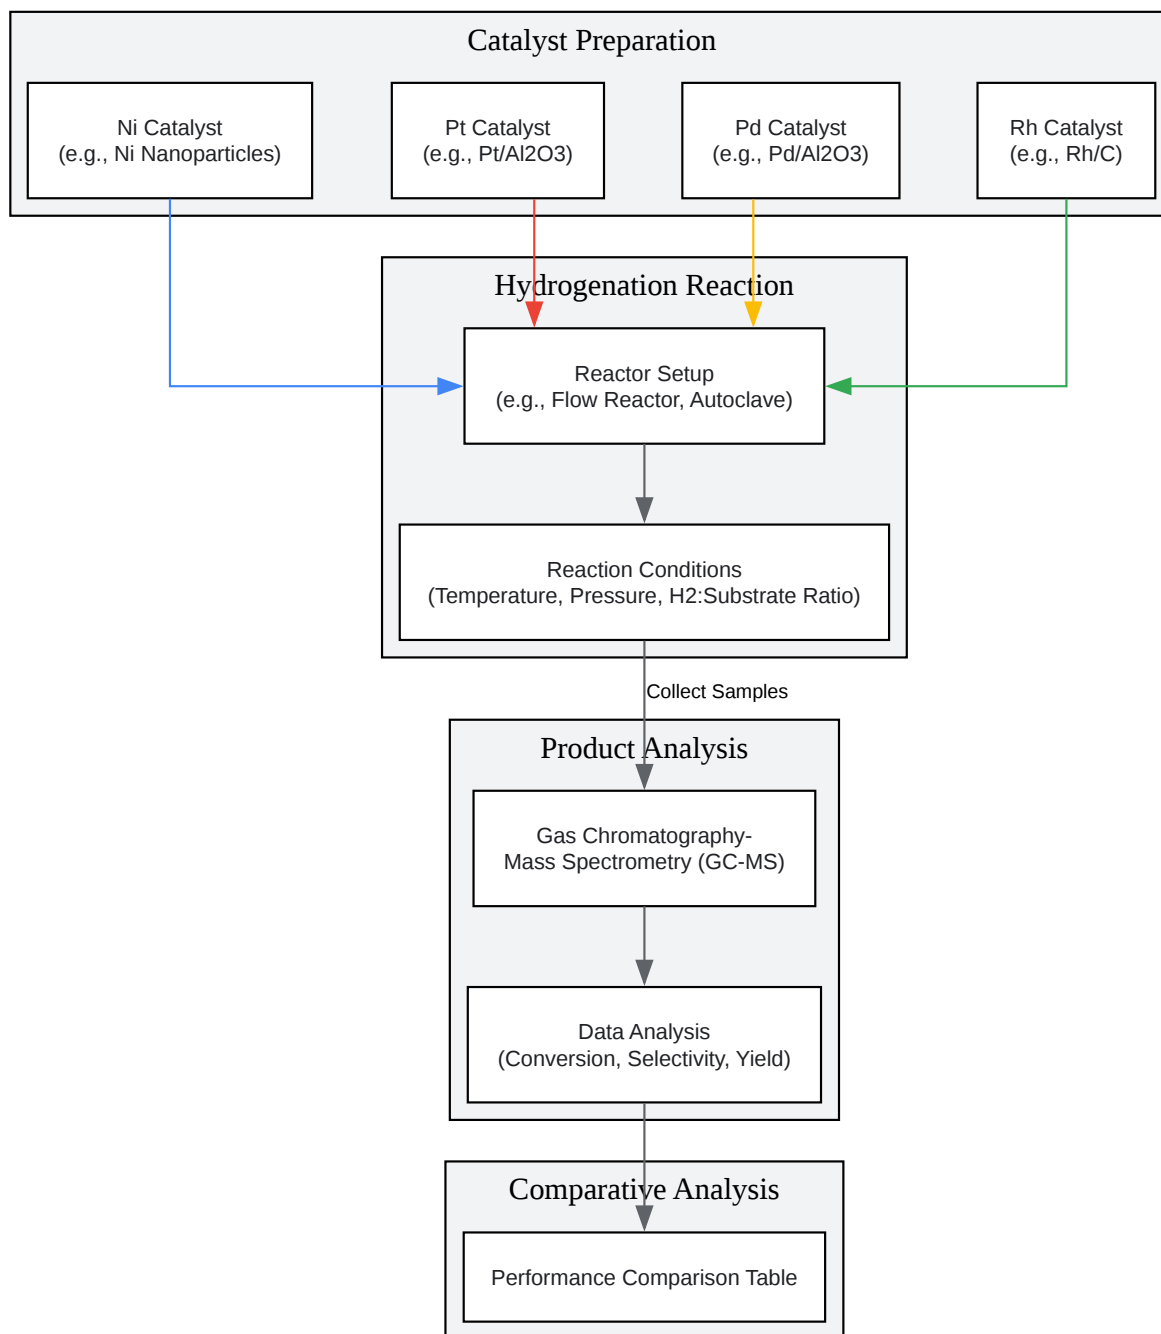 Catalyst Preparation
Ni Catalyst
(e.g., Ni Nanoparticles)
Pt Catalyst
(e.g., Pt/Al2O3)
Pd Catalyst
(e.g., Pd/Al2O3)
Rh Catalyst
(e.g., Rh/C)
Hydrogenation Reaction
Reactor Setup
(e.g., Flow Reactor, Autoclave)
Reaction Conditions
(Temperature, Pressure, H2:Substrate Ratio)
Collect Samples
Product Analysis
Gas Chromatography-
Mass Spectrometry (GC-MS)
Data Analysis
(Conversion, Selectivity, Yield)
Comparative Analysis
Performance Comparison Table